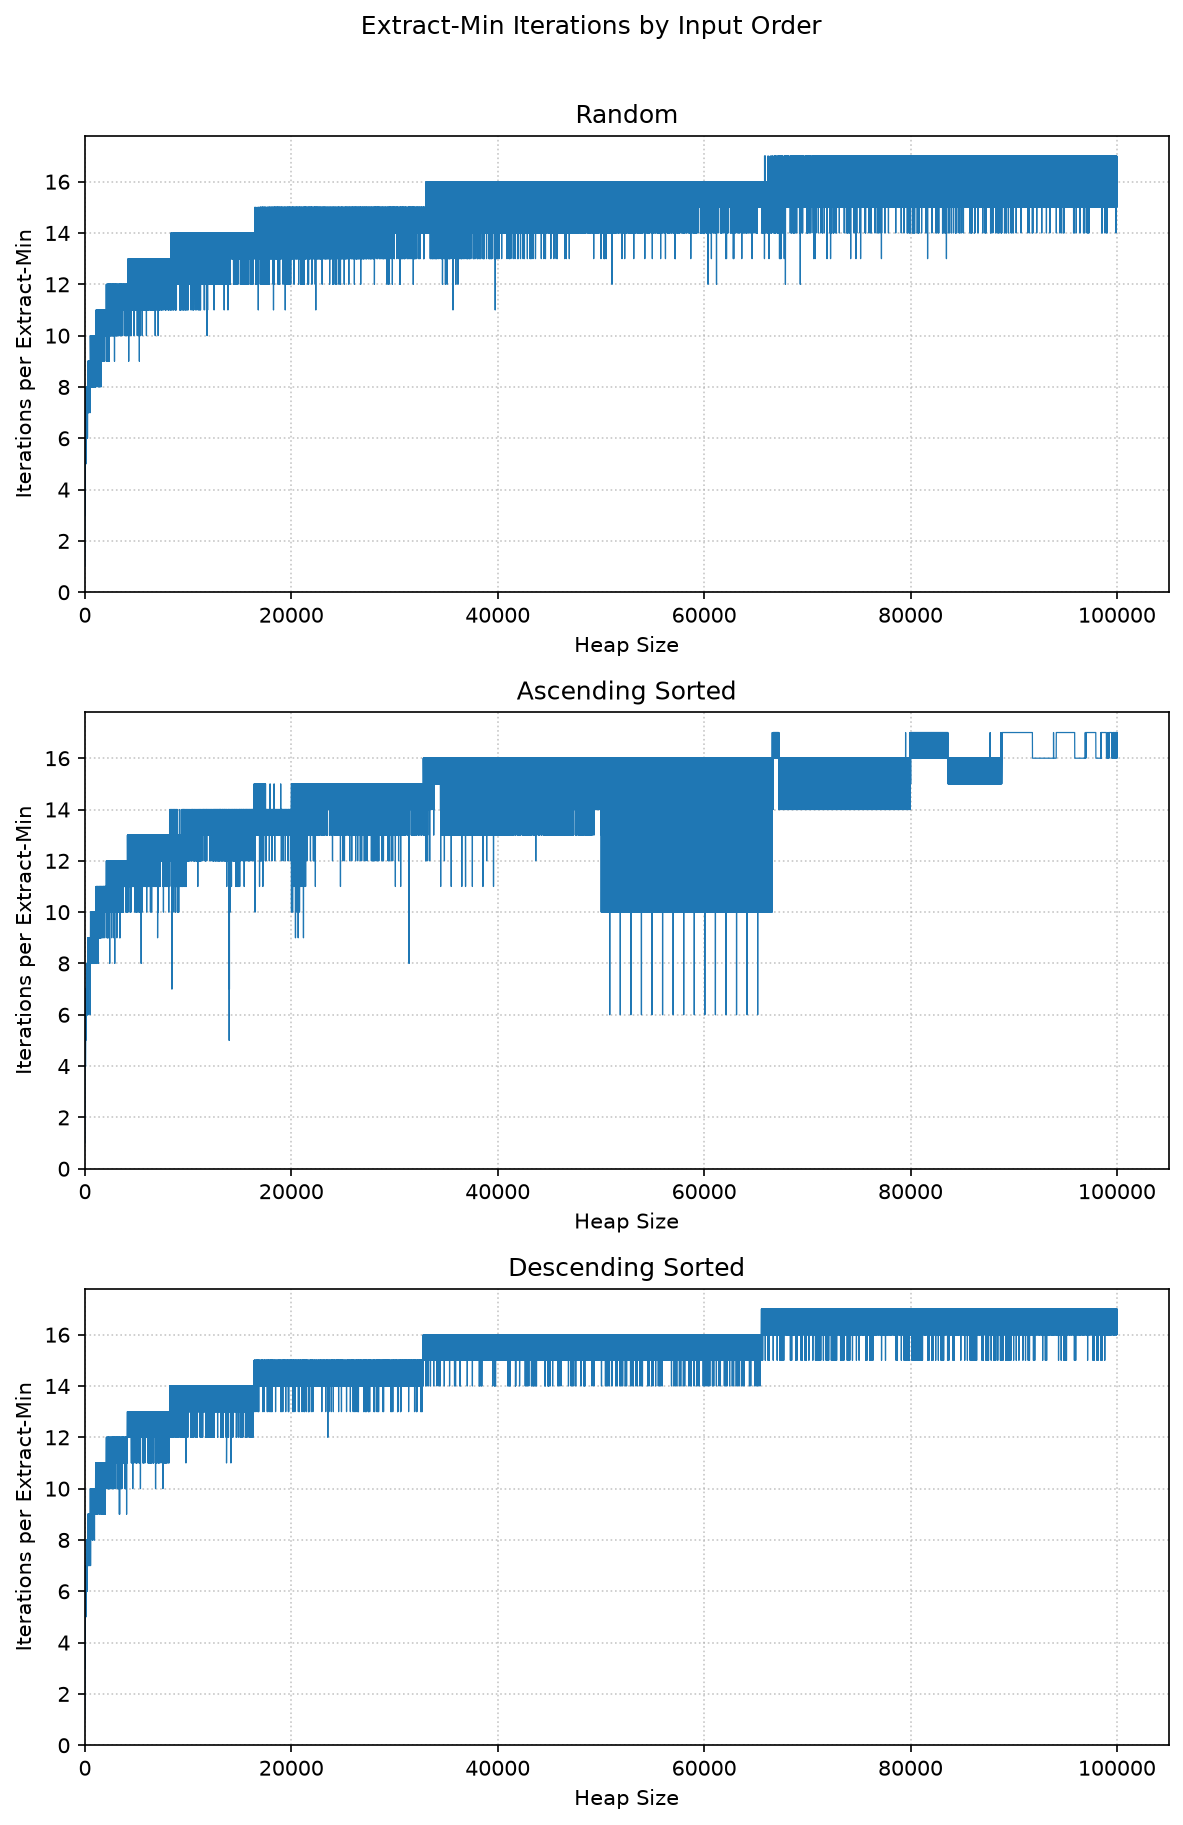 Extract-Min Iterations by Input Order
Random
Iterations per Extract-Min
16
14
12
10
8
6
4
2
0
0 20000 40000 60000 80000 100000
Heap Size
Ascending Sorted
Iterations per Extract-Min
16
14
12
10
8
6
4
2
0
0 20000 40000 60000 80000 100000
Heap Size
Descending Sorted
Iterations per Extract-Min
16
14
12
10
8
6
4
2
0
0 20000 40000 60000 80000 100000
Heap Size